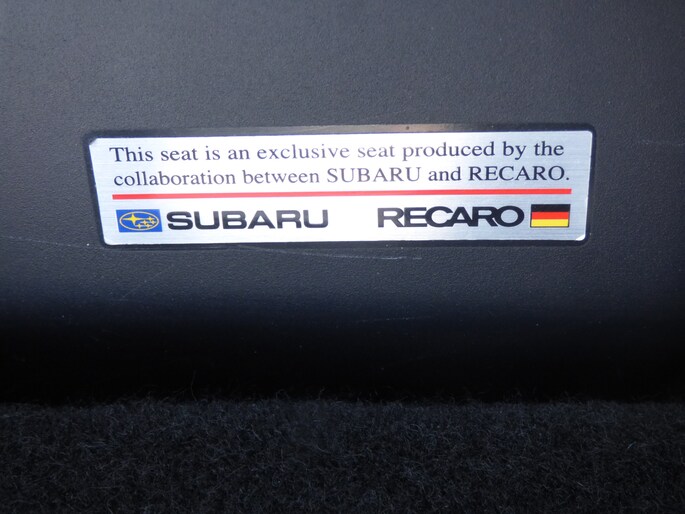 This seat is an exclusive seat produced by the
collaboration between SUBARU and RECARO.
SUBARU RECARO